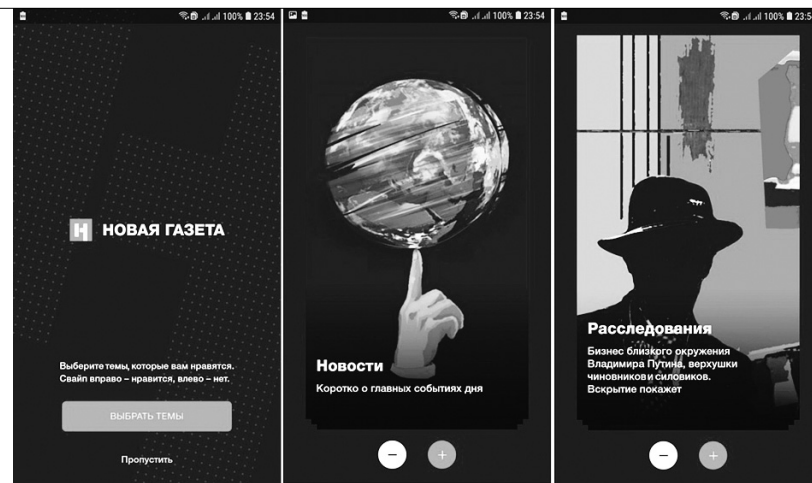 100% 23:54
НОВАЯ ГАЗЕТА
Выберите темы, которые вам нравятся.
Свайп вправо – нравится, влево – нет.
ВЫБРАТЬ ТЕМЫ
Пропустить
100% 23:54
Новости
Коротко о главных событиях дня
100% 23:54
Расследования
Бизнес близкого окружения
Владимира Путина, верхушки
чиновников и силовиков.
Вскрытие покажет